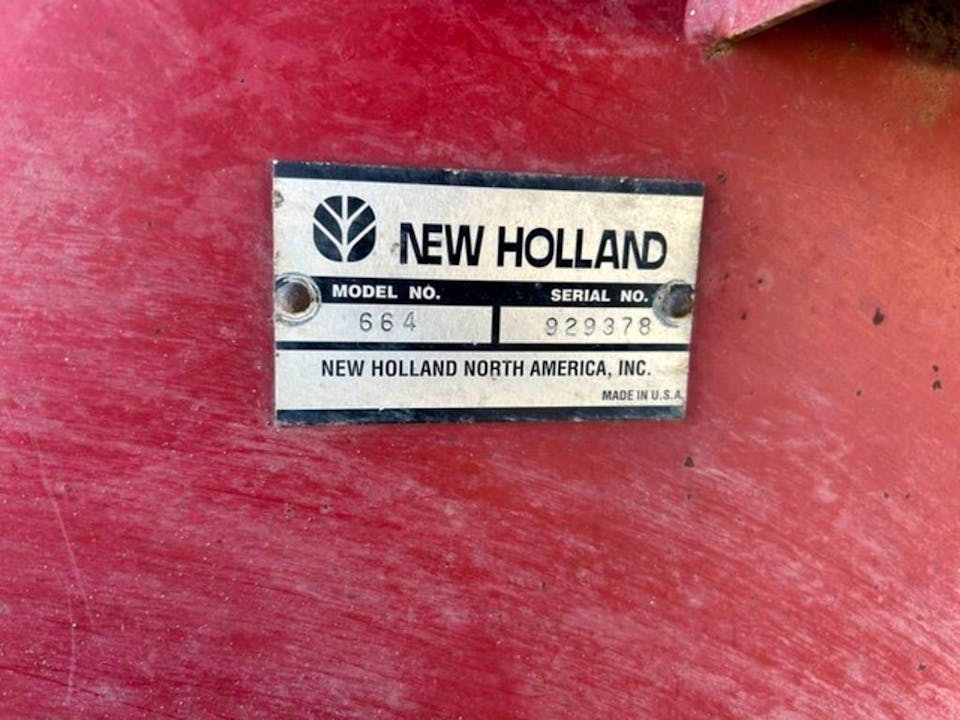 NEW HOLLAND
MODEL NO. SERIAL NO.
664 929378
NEW HOLLAND NORTH AMERICA, INC.
MADE IN U.S.A.